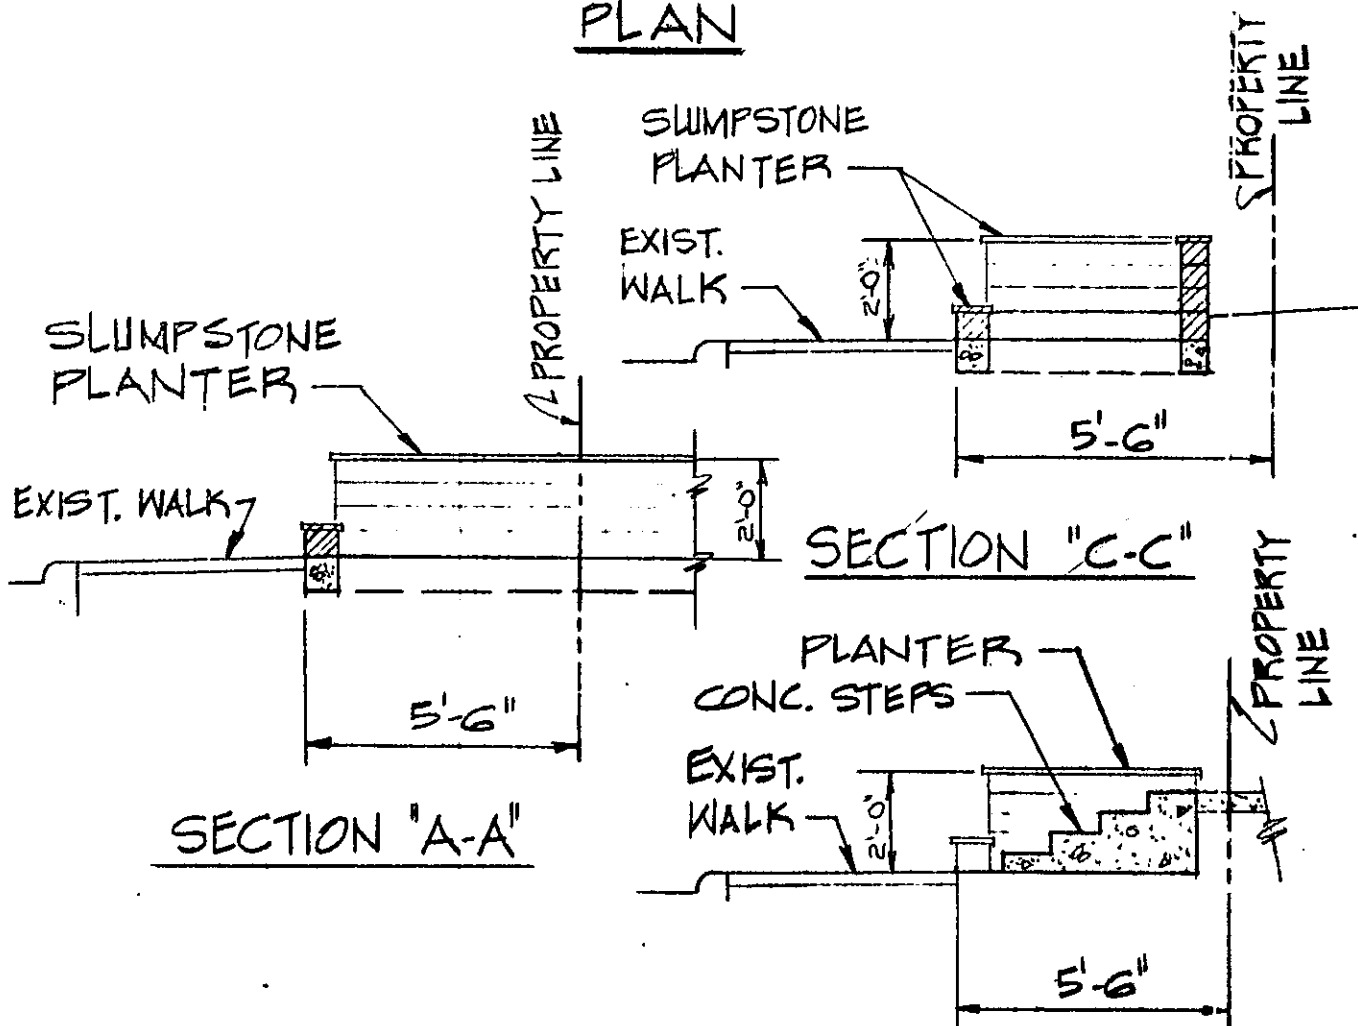 PLAN
PROPERTY
LINE
SLUMPSTONE
PLANTER
EXIST.
WALK
2'-0"
5'-6"
SECTION "C-C"
PROPERTY LINE
SLUMPSTONE
PLANTER
EXIST. WALK
2'-0"
5'-6"
SECTION "A-A"
PROPERTY
LINE
PLANTER
CONC. STEPS
EXIST.
WALK
2'-0"
5'-6"